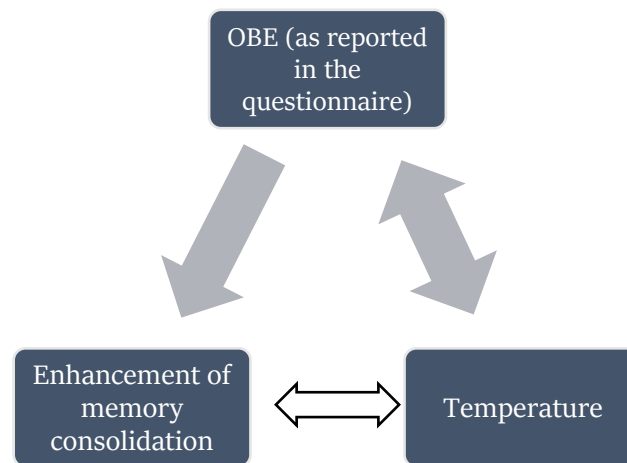 OBE (as reported
in the
questionnaire)
Enhancement of
memory
consolidation
Temperature